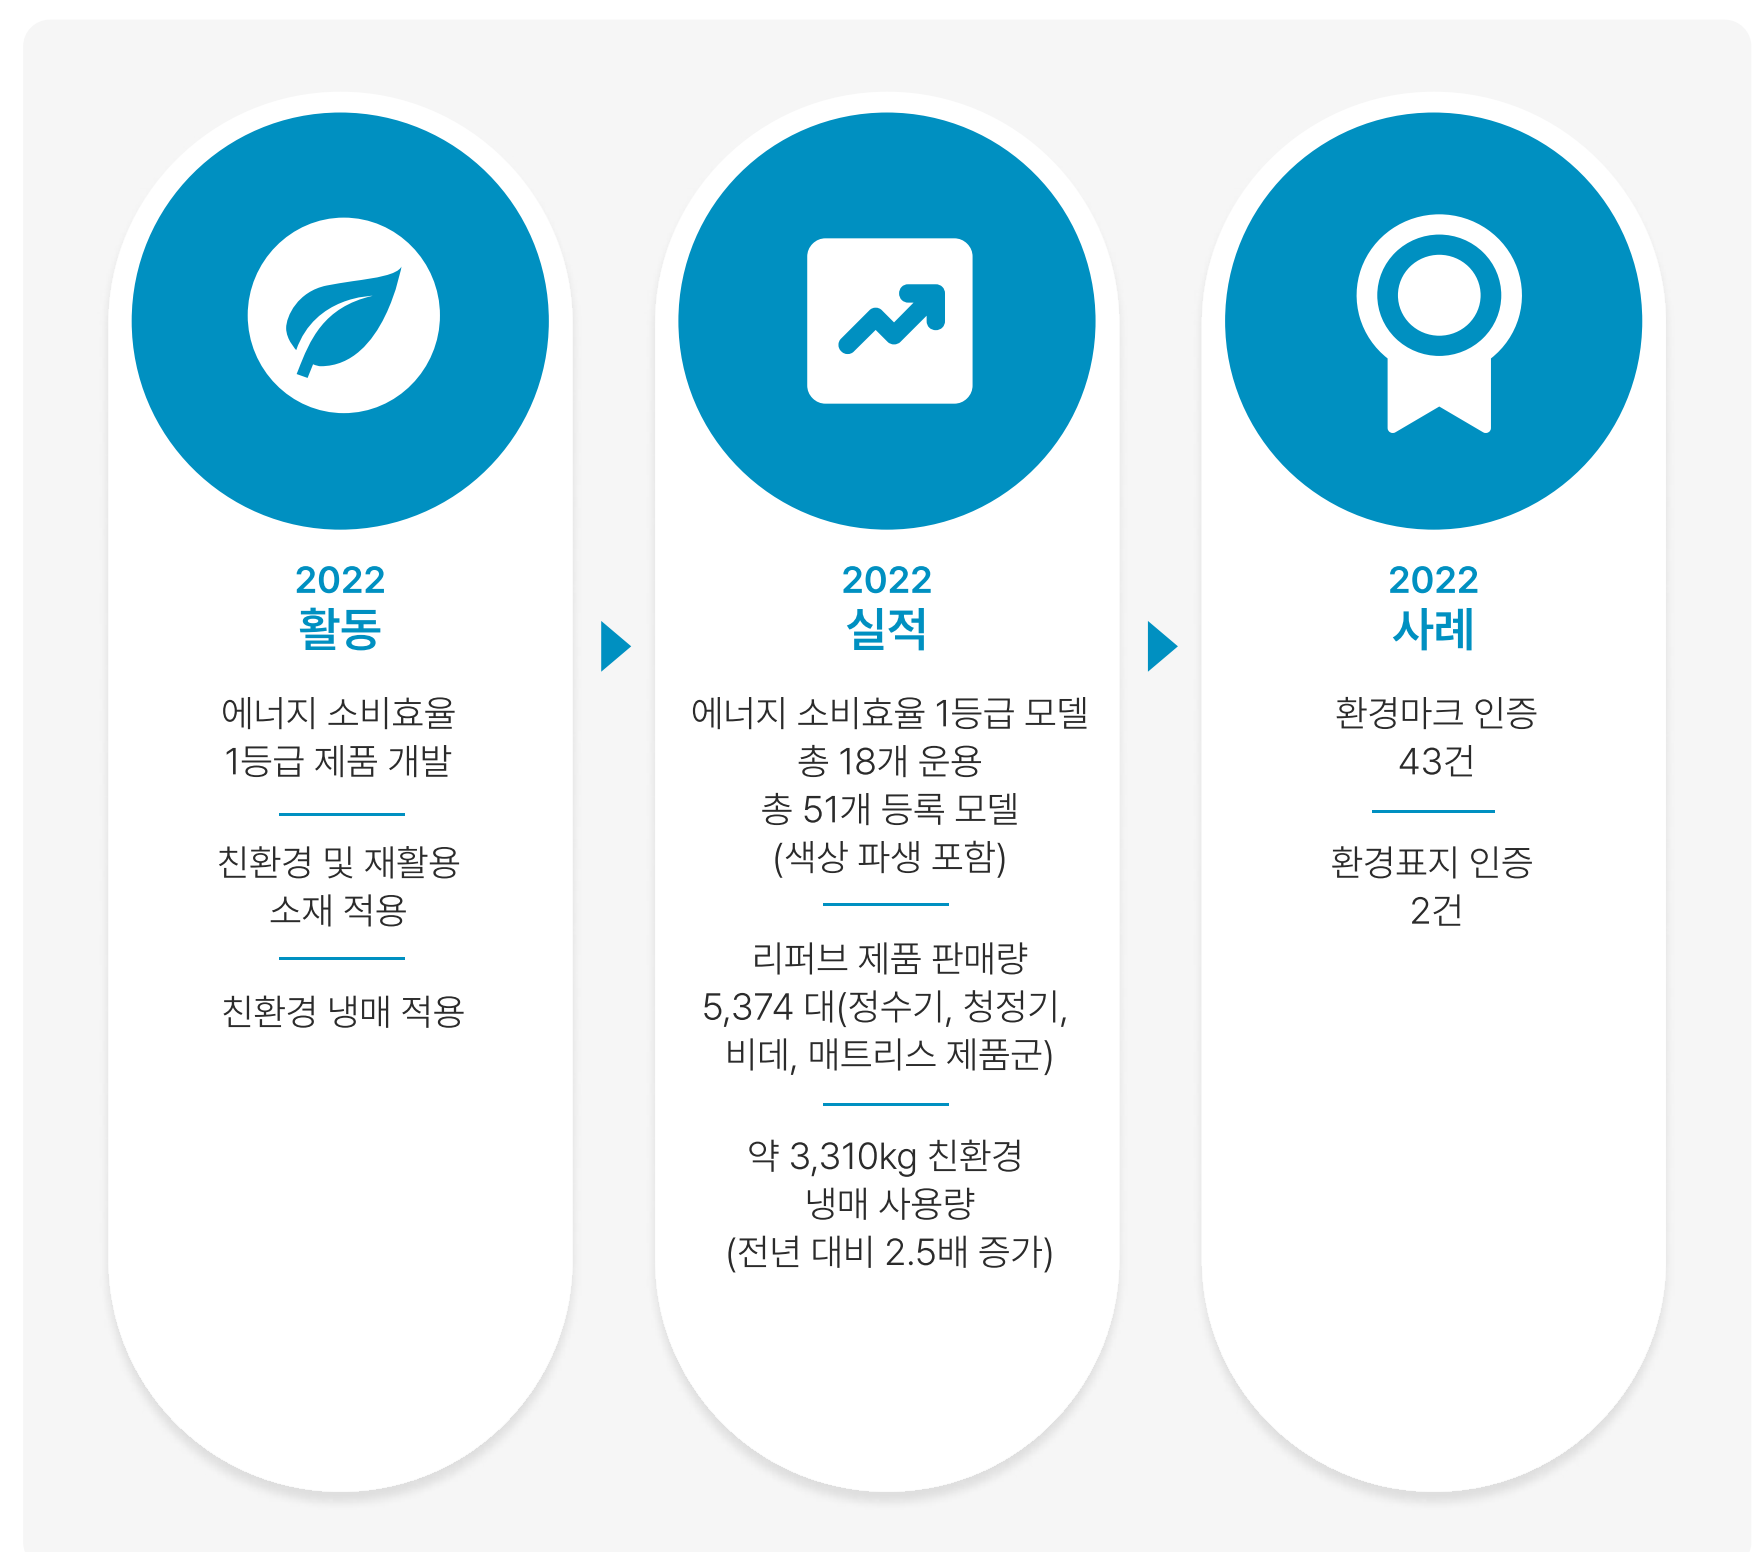 2022
활동
에너지 소비효율
1등급 제품 개발
친환경 및 재활용
소재 적용
친환경 냉매 적용
2022
실적
에너지 소비효율 1등급 모델
총 18개 운용
총 51개 등록 모델
(색상 파생 포함)
리퍼브 제품 판매량
5,374 대(정수기, 청정기,
비데, 매트리스 제품군)
약 3,310kg 친환경
냉매 사용량
(전년 대비 2.5배 증가)
2022
사례
환경마크 인증
43건
환경표지 인증
2건